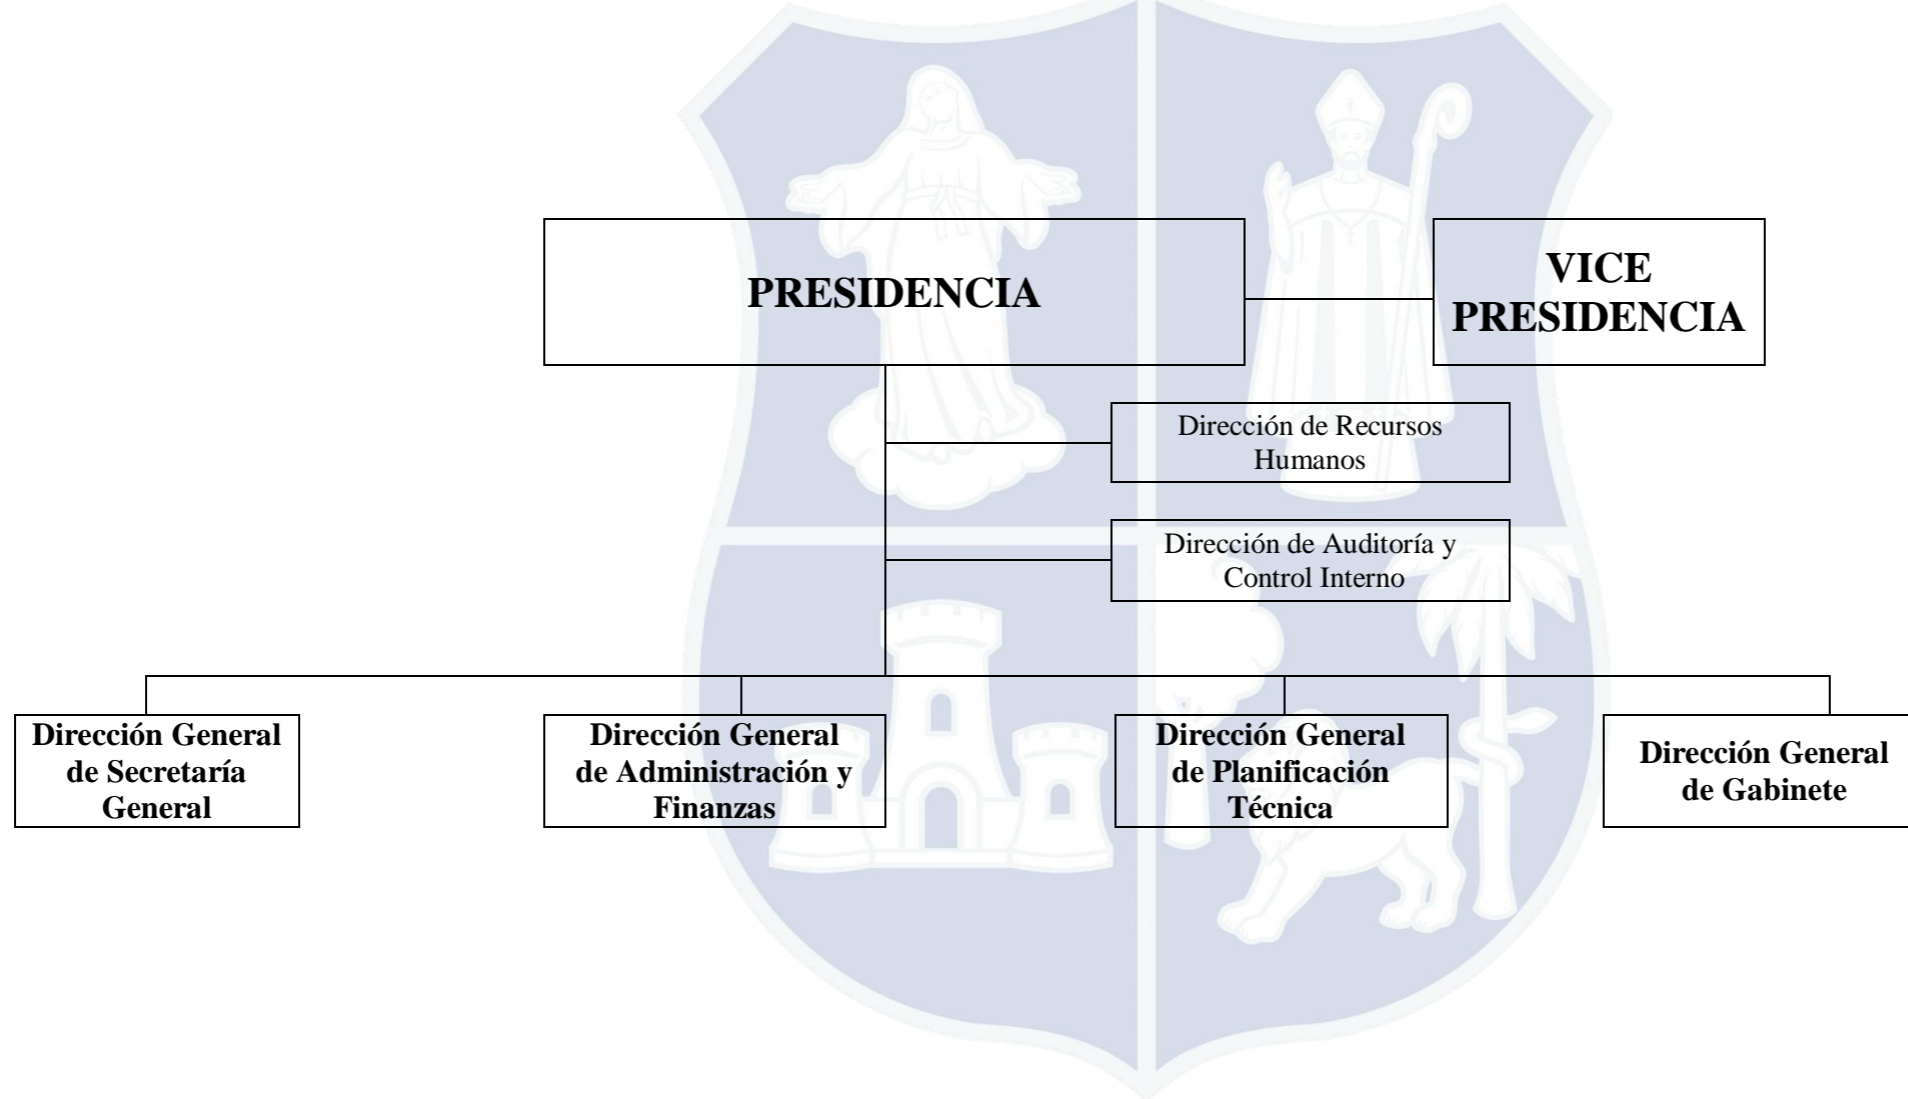 PRESIDENCIA
VICE
PRESIDENCIA
Dirección de Recursos
Humanos
Dirección de Auditoría y
Control Interno
Dirección General
de Secretaría
General
Dirección General
de Administración y
Finanzas
Dirección General
de Planificación
Técnica
Dirección General
de Gabinete